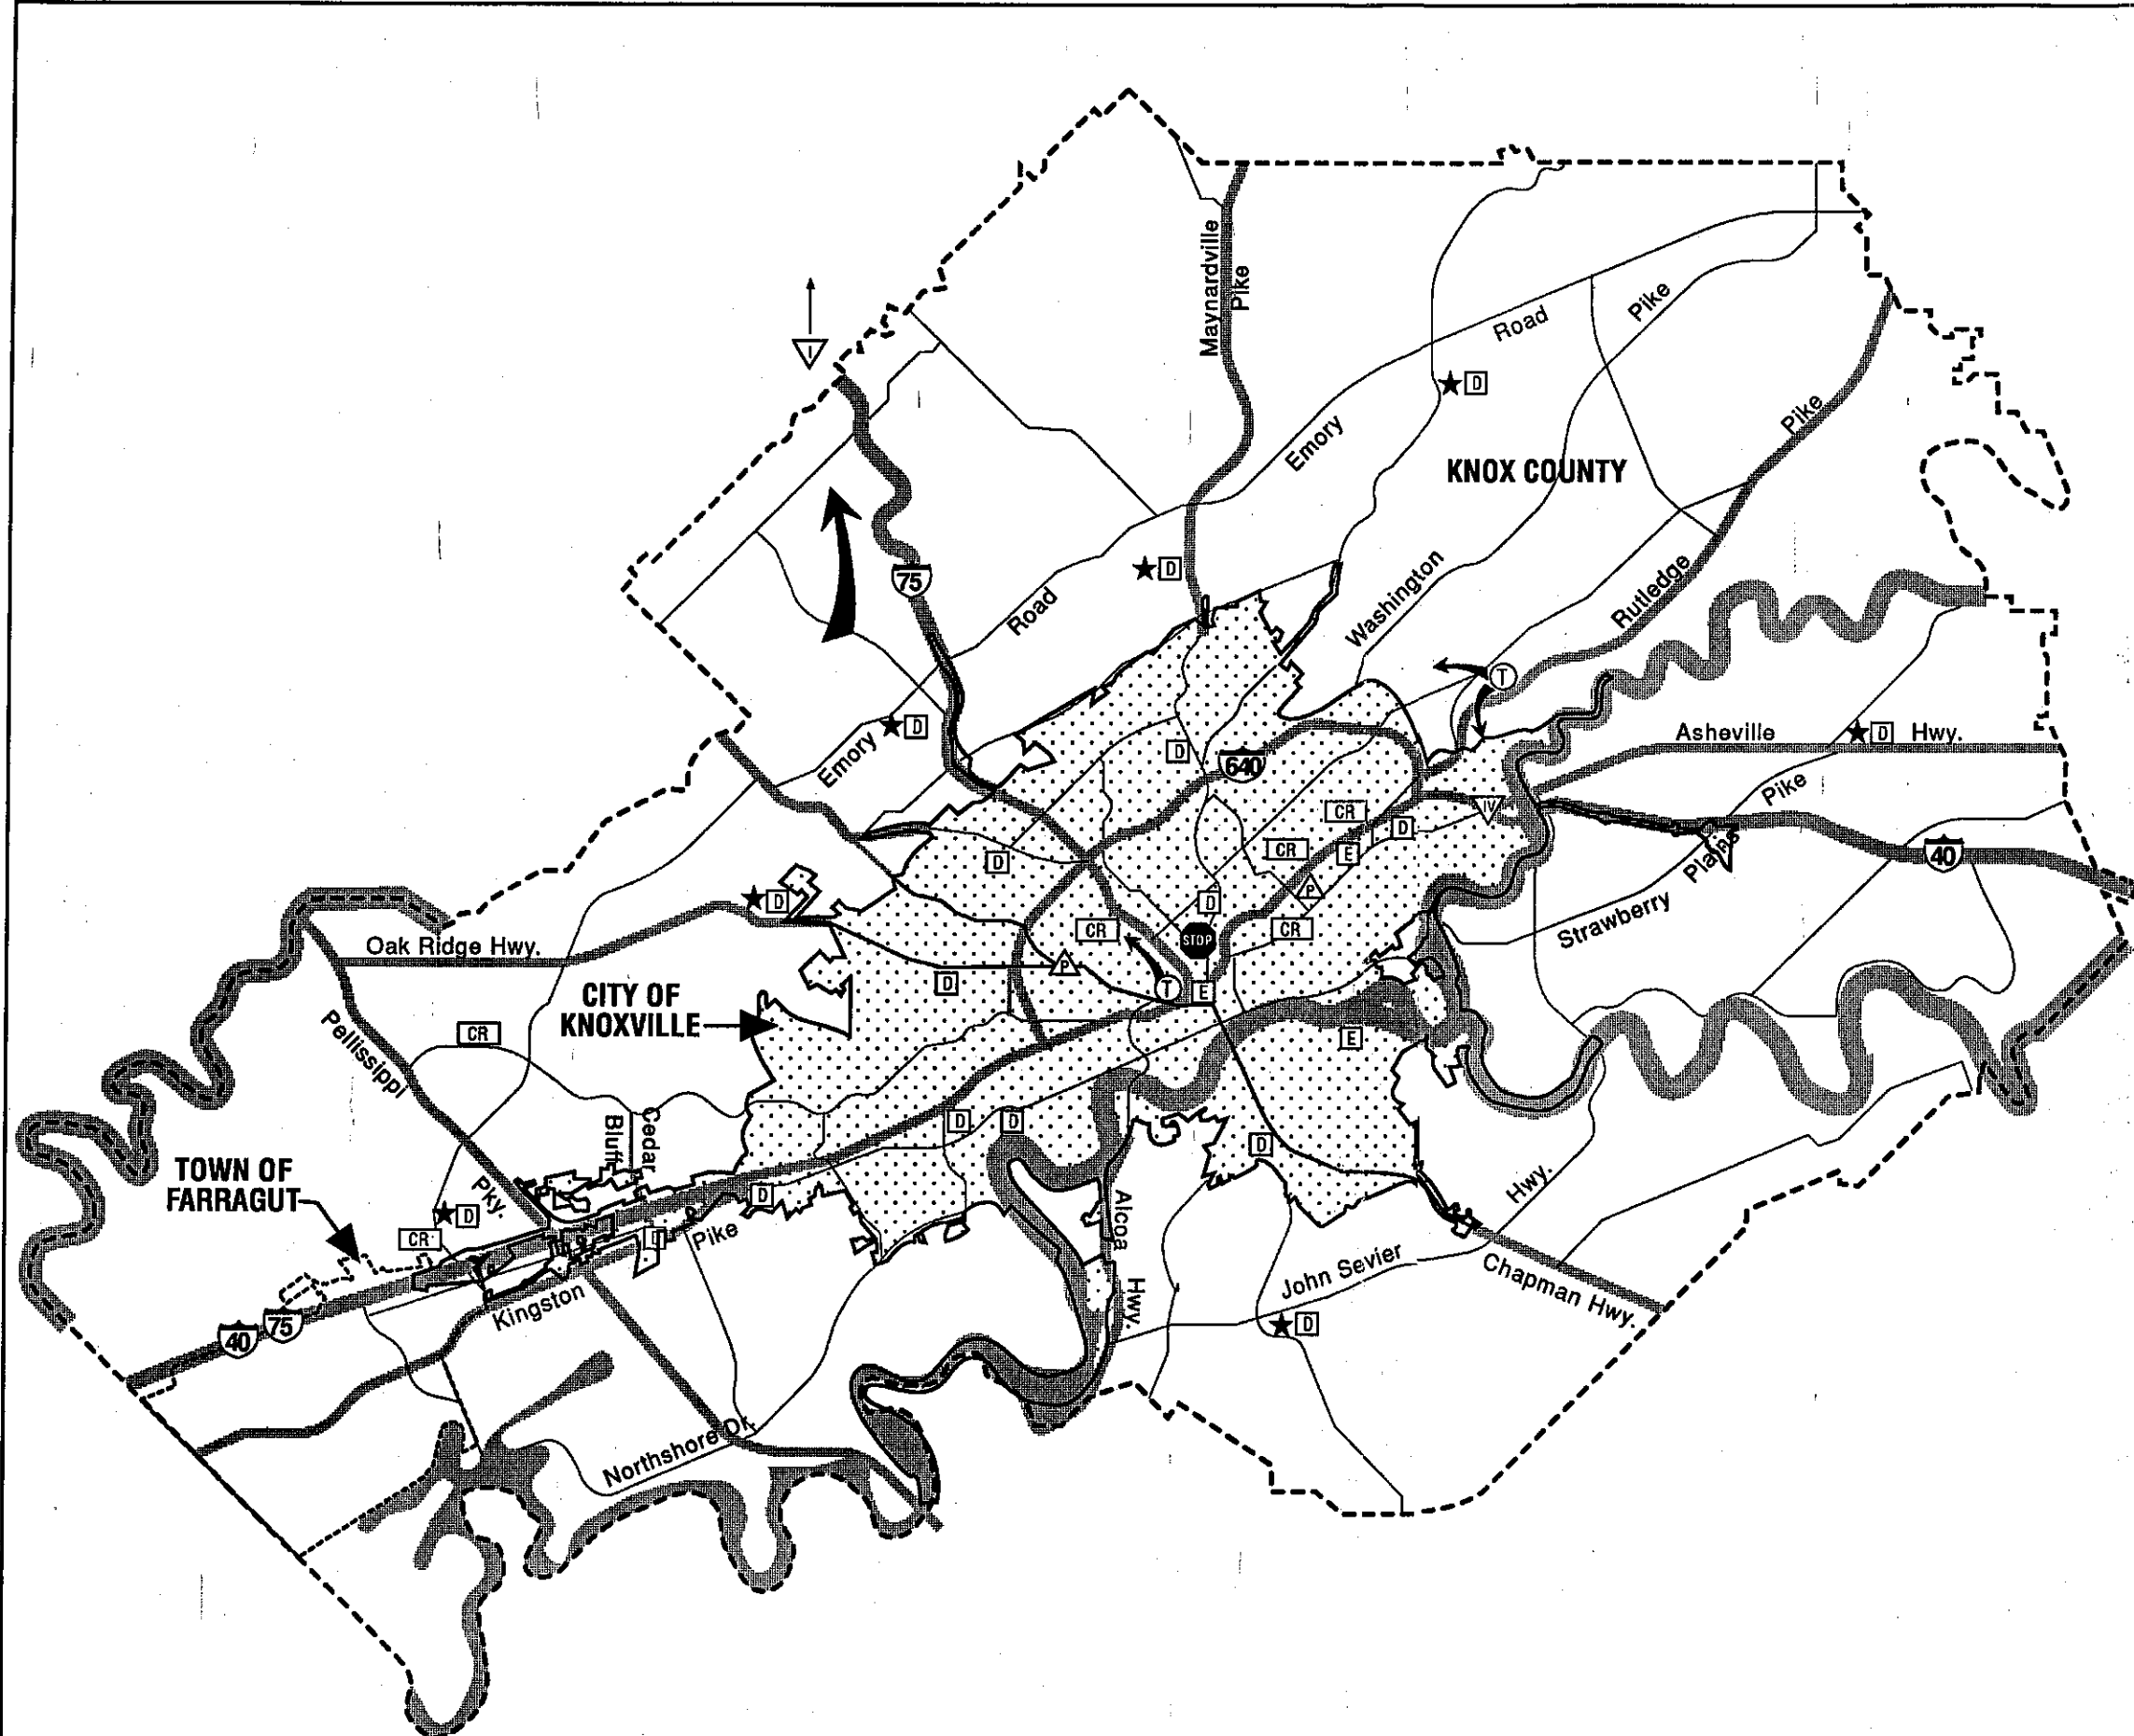 Maynardville
Pike
I
Road
Pike
D
Pike
Emory
KNOX COUNTY
75
D
Road
Washington
Rutledge
T
D
Emory
D
640
Asheville
D
Hwy.
Pike
IV
CR
D
CR
E
D
Plains
40
P
D
D
CR
CR
STOP
Strawberry
Oak Ridge Hwy.
P
D
T
E
CITY OF
KNOXVILLE
CR
E
Pellissippi
Cedar
Bluff
D
D
D
TOWN OF
FARRAGUT
Pky.
D
D
Hwy.
CR
D
Pike
Alcoa
Hwy.
John Sevier
Chapman Hwy.
Kingston
40
75
D
Northshore Dr.